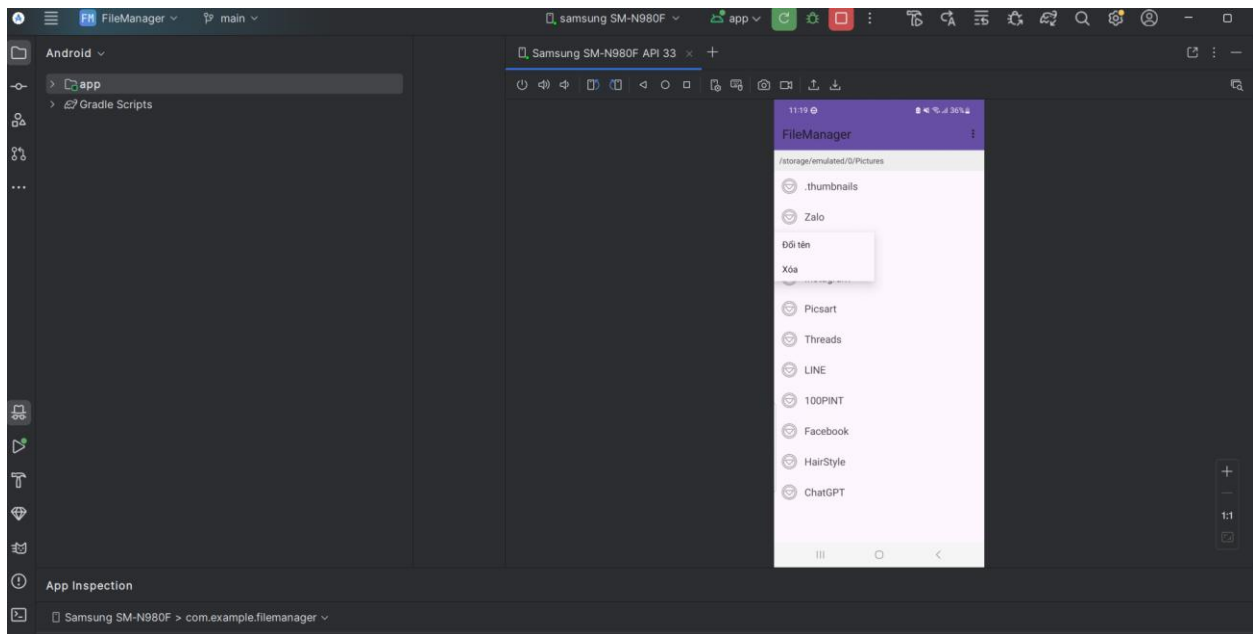 FM FileManager main samsung SM-N980F app
Android
Samsung SM-N980F API 33
app
Gradle Scripts
11:19 36%
FileManager
/storage/emulated/0/Pictures
.thumbnails
Zalo
Đổi tên
Xóa
Picsart
Threads
LINE
100PINT
Facebook
HairStyle
ChatGPT
1:1
App Inspection
Samsung SM-N980F > com.example.filemanager